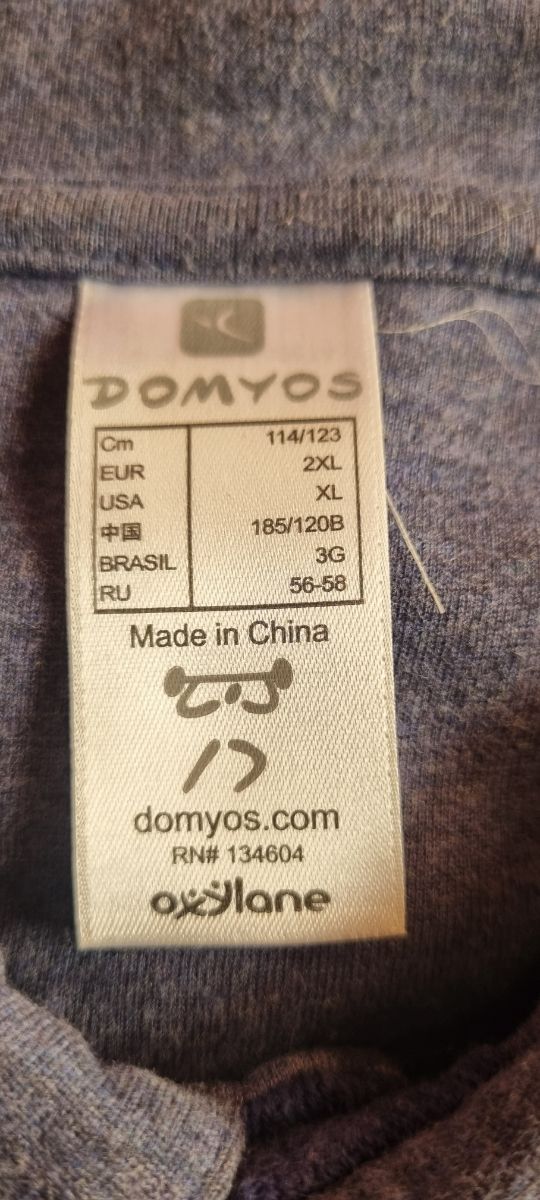 DOMYOS
Cm 114/123
EUR 2XL
USA XL
中国 185/120B
BRASIL 3G
RU 56-58
Made in China
domyos.com
RN# 134604
oxylane